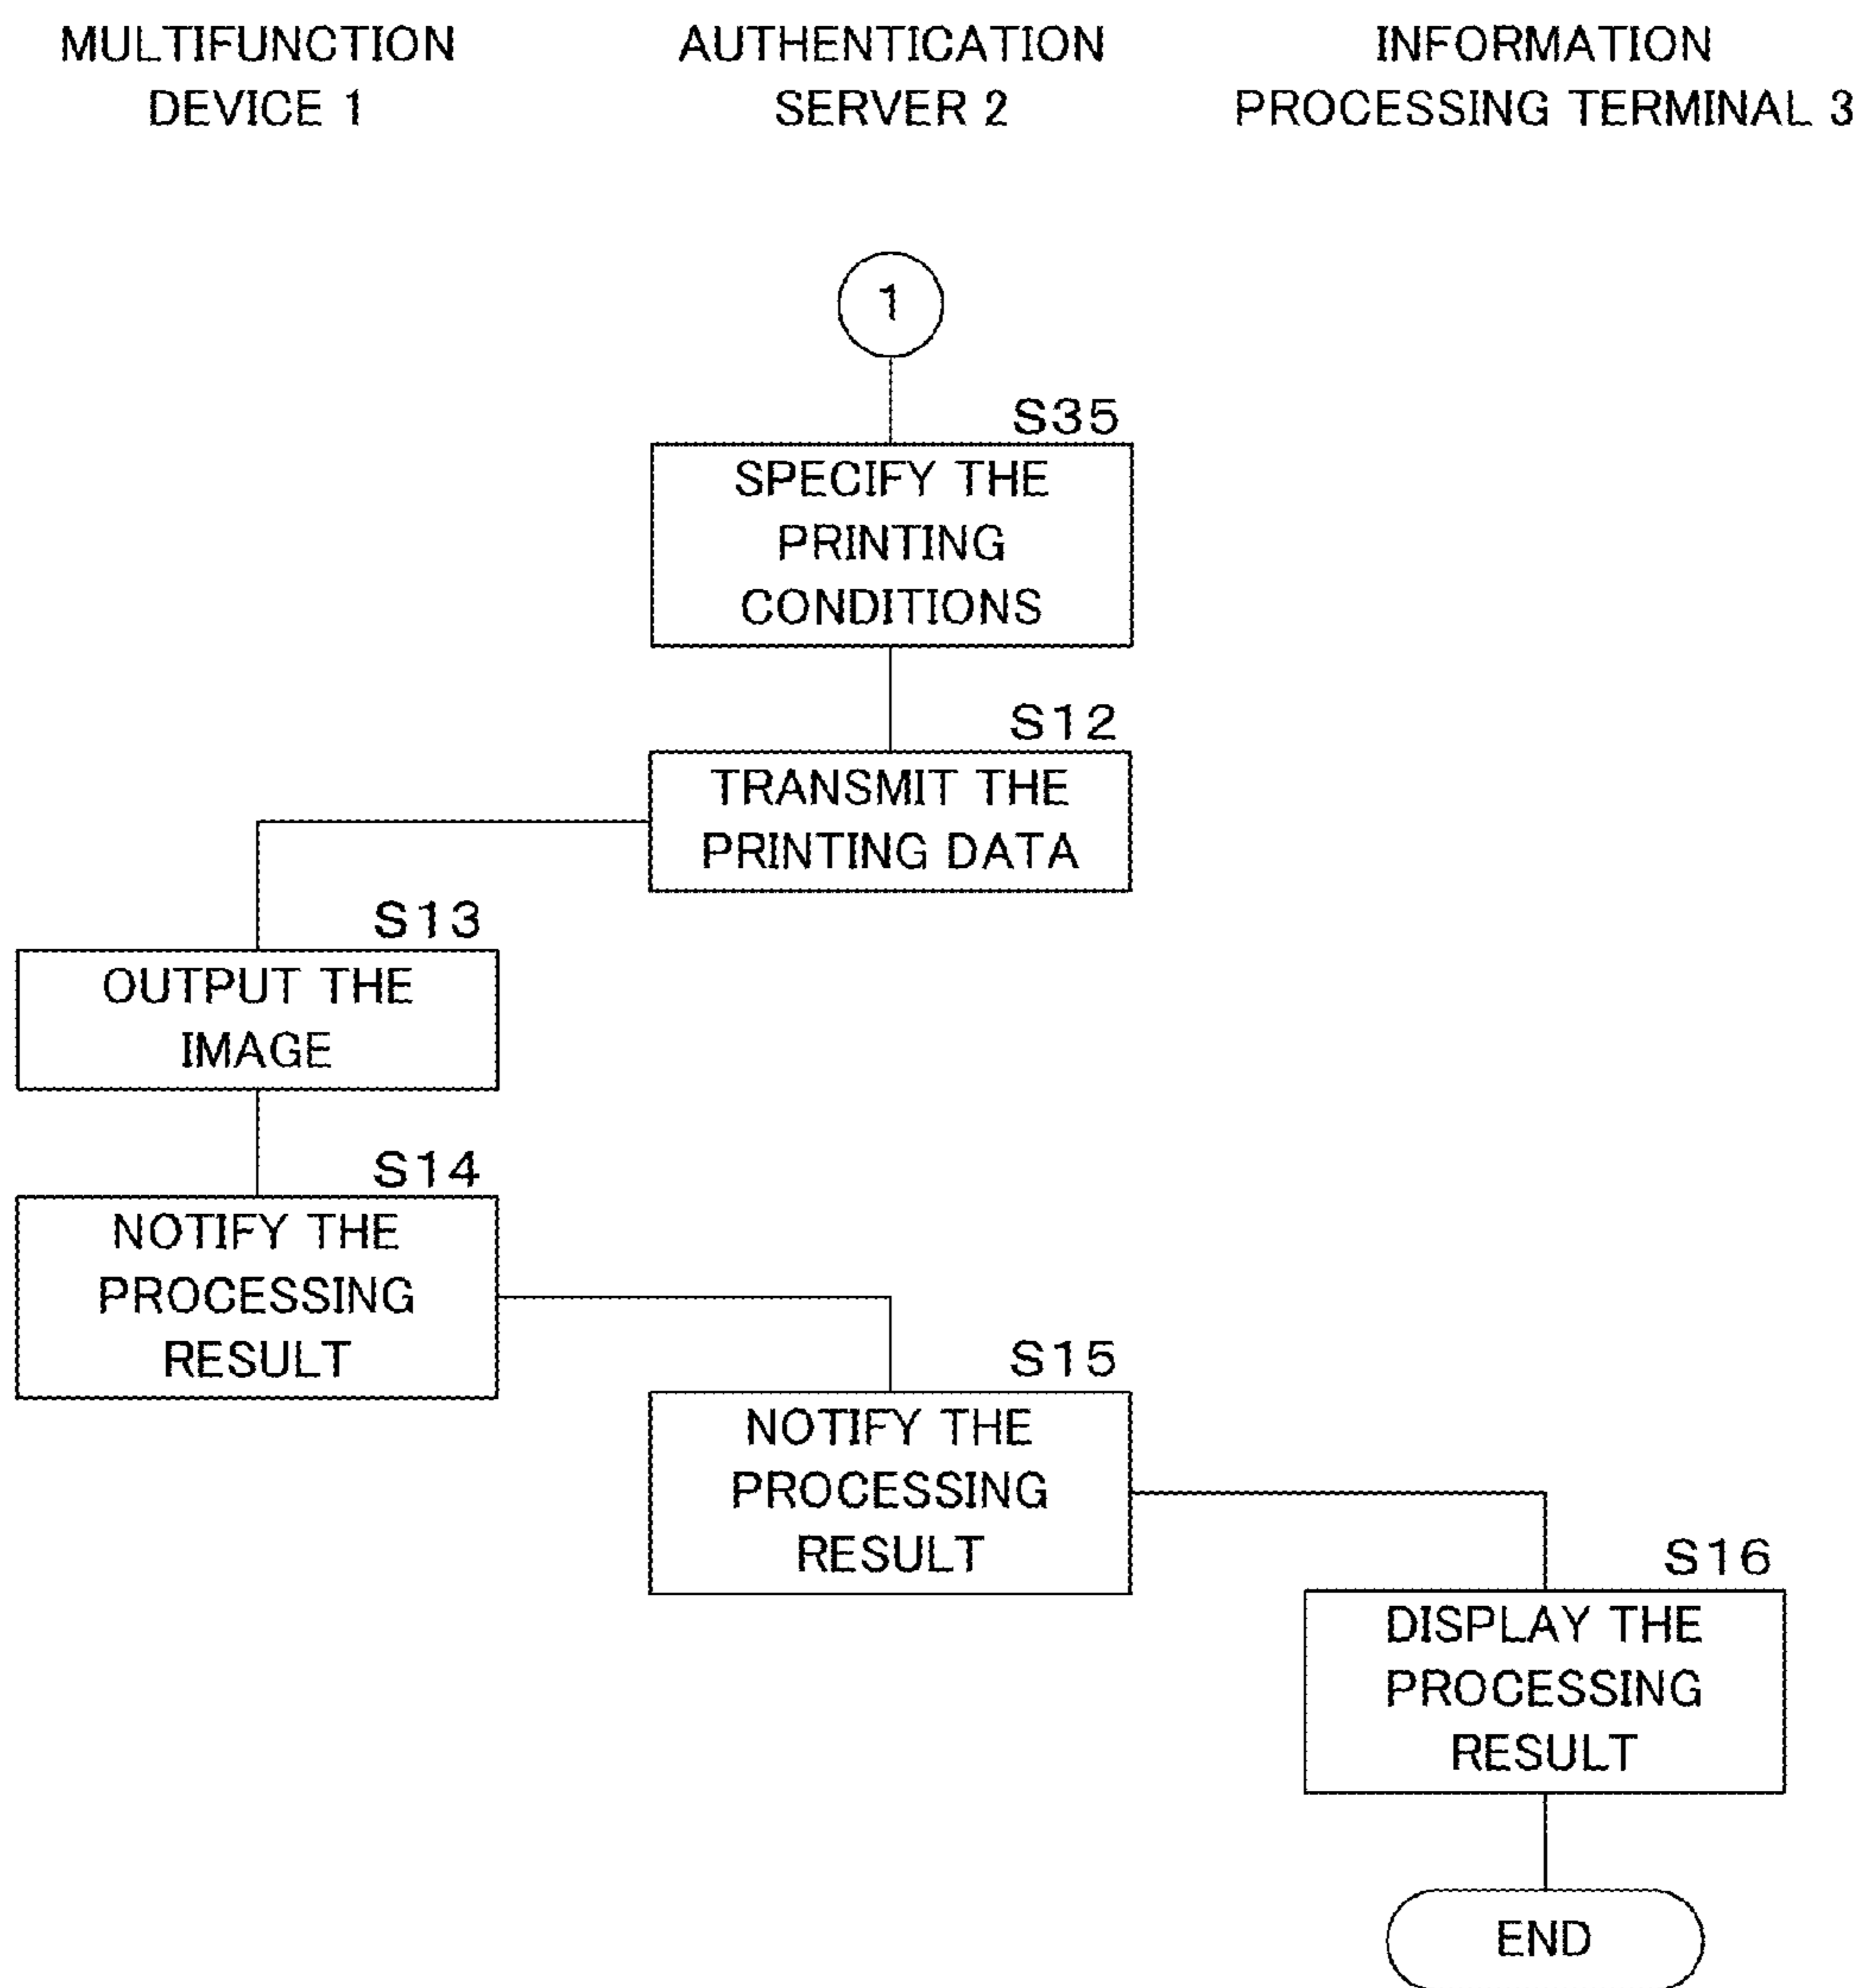 MULTIFUNCTION
DEVICE 1
AUTHENTICATION
SERVER 2
INFORMATION
PROCESSING TERMINAL 3
1
S35
SPECIFY THE
PRINTING
CONDITIONS
S12
TRANSMIT THE
PRINTING DATA
S13
OUTPUT THE
IMAGE
S14
NOTIFY THE
PROCESSING
RESULT
S15
NOTIFY THE
PROCESSING
RESULT
S16
DISPLAY THE
PROCESSING
RESULT
END